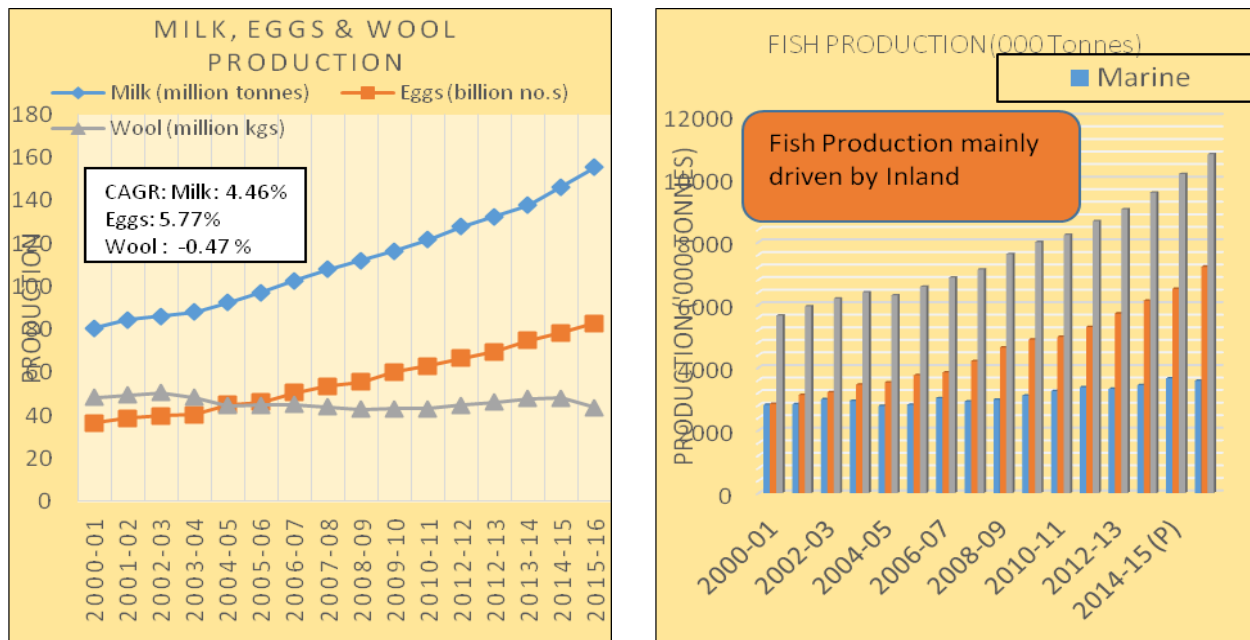 MILK, EGGS & WOOL
PRODUCTION
Milk (million tonnes)
Eggs (billion no.s)
Wool (million kgs)
PRODUCTION
180
160
140
120
100
80
60
40
20
0
CAGR: Milk: 4.46%
Eggs: 5.77%
Wool : -0.47 %
2000-01
2001-02
2002-03
2003-04
2004-05
2005-06
2006-07
2007-08
2008-09
2009-10
2010-11
2011-12
2012-13
2013-14
2014-15
2015-16
FISH PRODUCTION(000 Tonnes)
Marine
Fish Production mainly
driven by Inland
PRODUCTION ('000 TONNES)
12000
10000
8000
6000
4000
2000
0
2000-01
2002-03
2004-05
2006-07
2008-09
2010-11
2012-13
2014-15 (P)